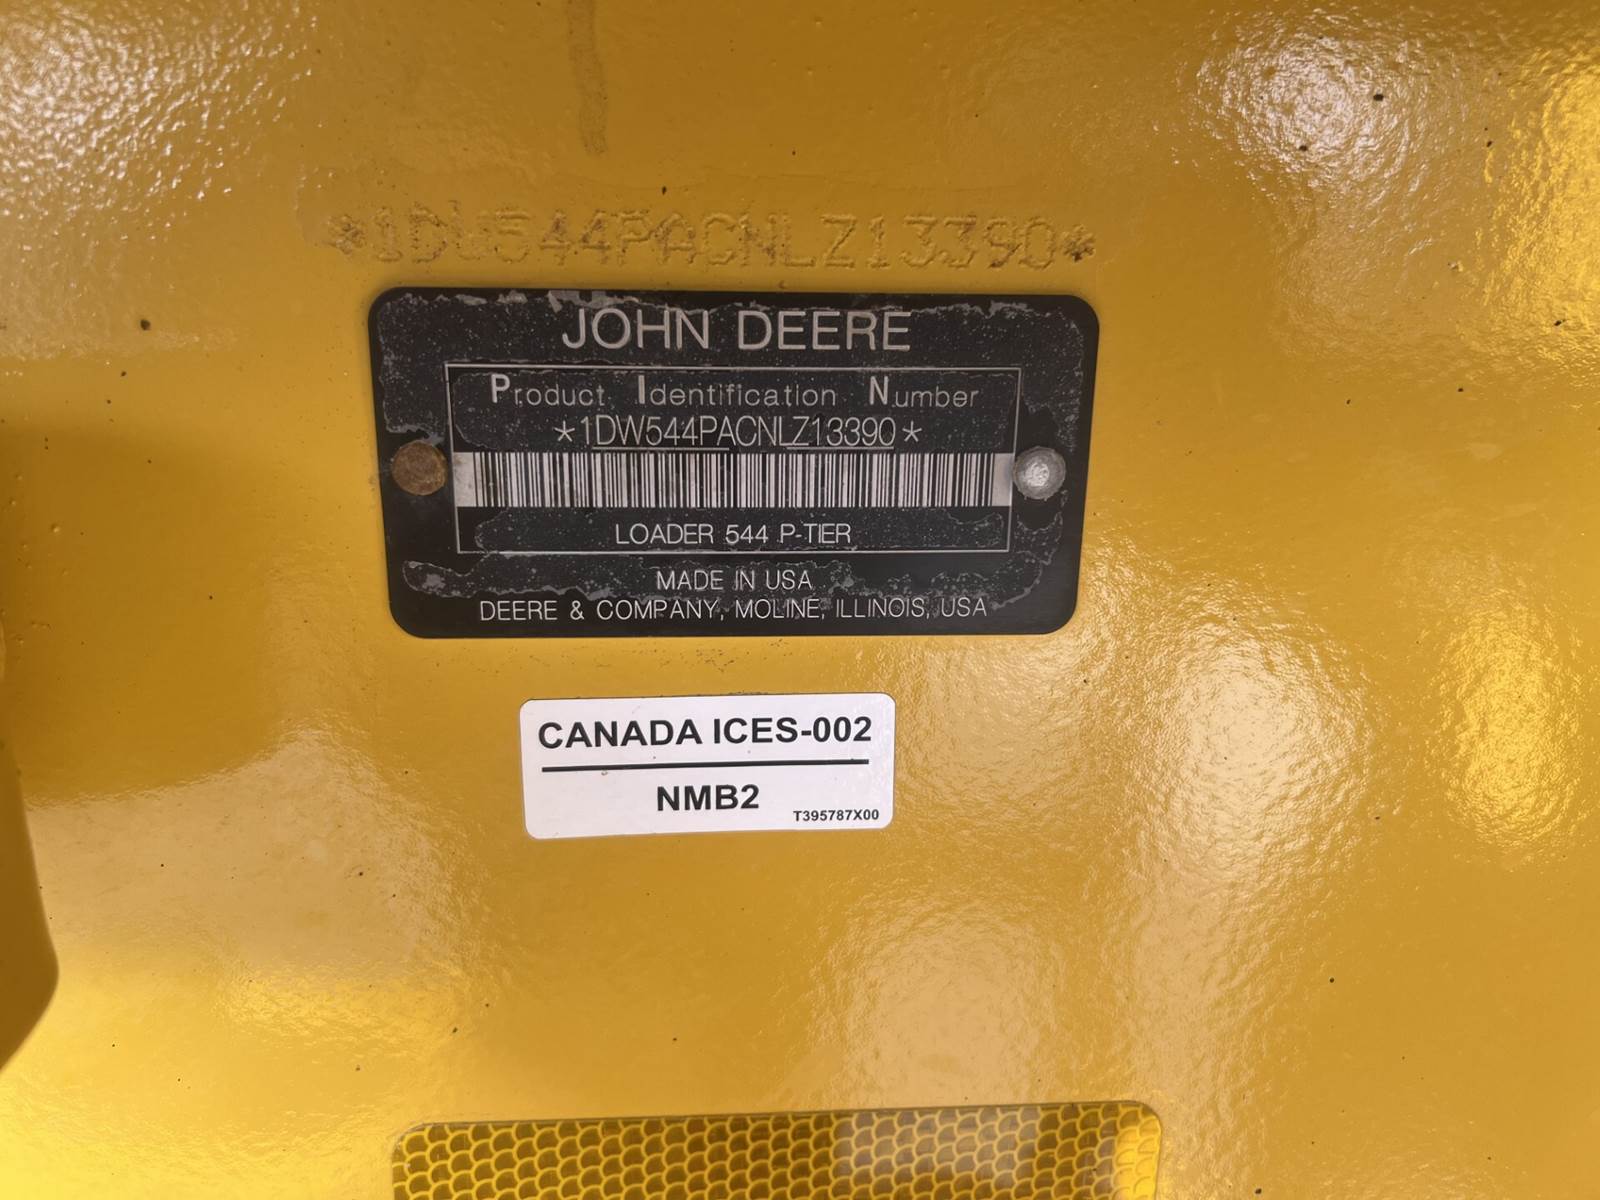 *1DW544PACNLZ13390*
JOHN DEERE
Product Identification Number
*1DW544PACNLZ13390*
LOADER 544 P-TIER
MADE IN USA
DEERE & COMPANY, MOLINE, ILLINOIS, USA
CANADA ICES-002
NMB2
T395787X00